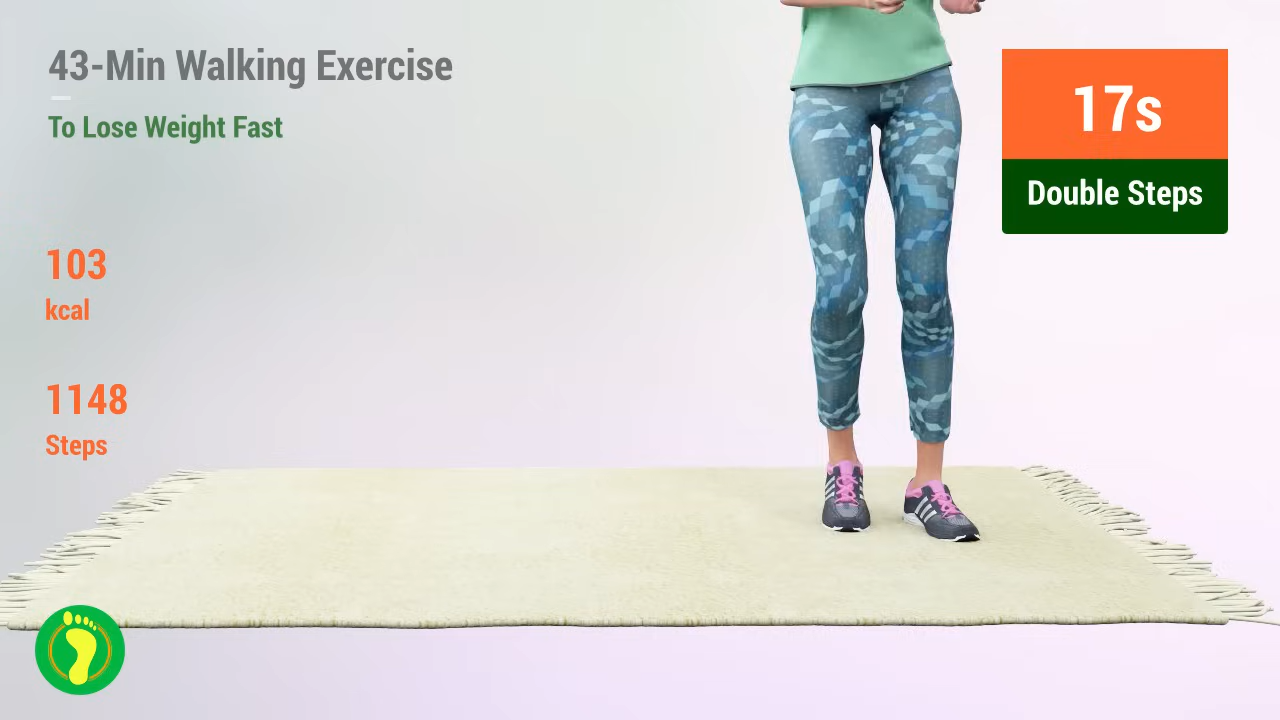 43-Min Walking Exercise
To Lose Weight Fast
17s
Double Steps
103
kcal
1148
Steps